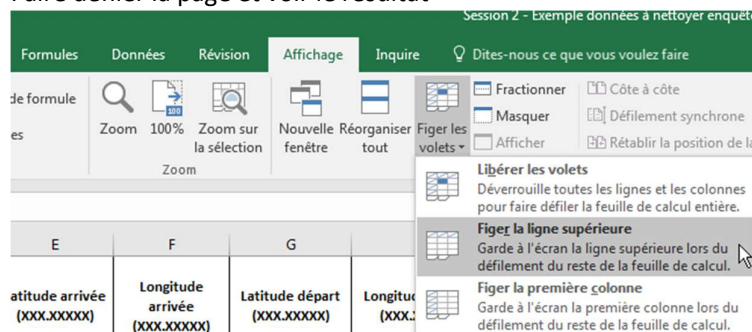 Faire défiler la page et voir le résultat
Session 2 - Exemple données à nettoyer enquête
Formules Données Révision Affichage Inquire Dites-nous ce que vous voulez faire
de formule
es
Zoom 100% Zoom sur la sélection
Zoom
Nouvelle fenêtre
Réorganiser tout
Figer les volets
Fractionner
Masquer
Afficher
Côte à côte
Défilement synchrone
Rétablir la position de la
Libérer les volets
Déverrouille toutes les lignes et les colonnes
pour faire défiler la feuille de calcul entière.
Figer la ligne supérieure
Garde à l'écran la ligne supérieure lors du
défilement du reste de la feuille de calcul.
Figer la première colonne
Garde à l'écran la première colonne lors du
défilement du reste de la feuille de calcul.
E F G
atitude arrivée
(XXX.XXXXX)
Longitude
arrivée
(XXX.XXXXX)
Latitude départ
(XXX.XXXXX)
Longitud
(XXX.